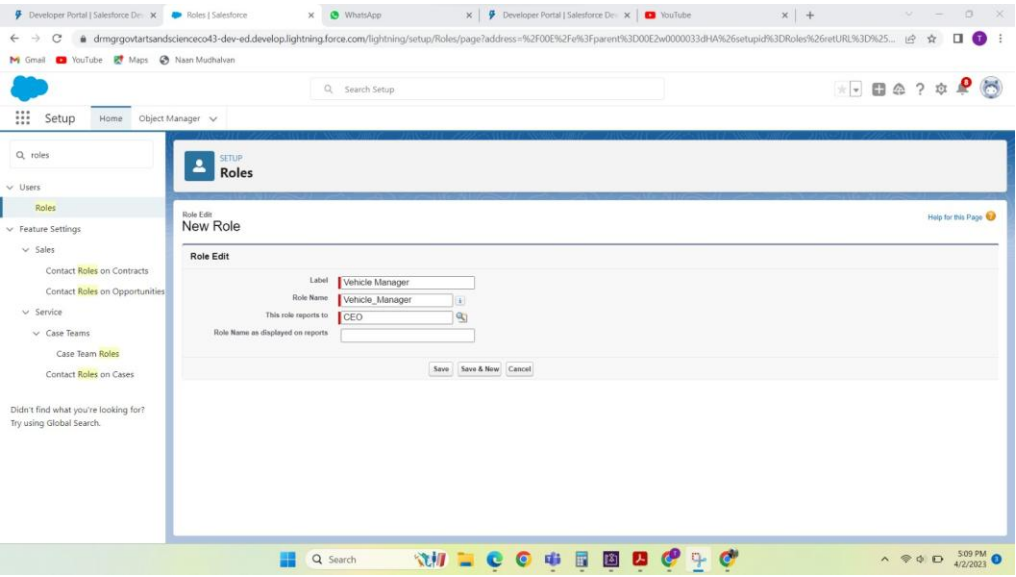 Developer Portal | Salesforce Dev
Roles | Salesforce
WhatsApp
Developer Portal | Salesforce Dev
YouTube
drmgrgovtartsandscienceco43-dev-ed.develop.lightning.force.com/lightning/setup/Roles/page?address=%2F00E%2Fe%3Fparent%3D00E2w0000033dHA%26setupid%3DRoles%26retURL%3D%25...
Gmail YouTube Maps Naan Mudhalvan
Search Setup
8
Setup Home Object Manager
roles
SETUP
Roles
Users
Roles
Feature Settings
Sales
Contact Roles on Contracts
Contact Roles on Opportunities
Service
Case Teams
Case Team Roles
Contact Roles on Cases
Didn't find what you're looking for?
Try using Global Search.
Role Edit
New Role
Help for this Page
Role Edit
Label Vehicle Manager
Role Name Vehicle_Manager
This role reports to CEO
Role Name as displayed on reports
Save Save & New Cancel
Search
5:09 PM
4/2/2023